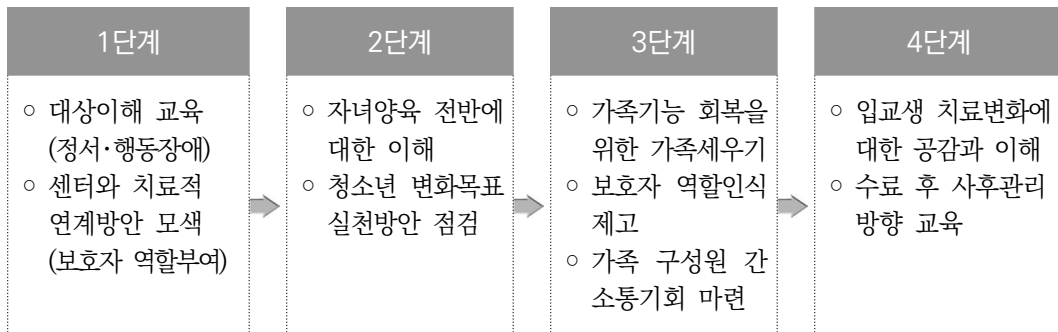 1단계
○ 대상이해 교육
(정서·행동장애)
○ 센터와 치료적
연계방안 모색
(보호자 역할부여)
2단계
○ 자녀양육 전반에
대한 이해
○ 청소년 변화목표
실천방안 점검
3단계
○ 가족기능 회복을
위한 가족세우기
○ 보호자 역할인식
제고
○ 가족 구성원 간
소통기회 마련
4단계
○ 입교생 치료변화에
대한 공감과 이해
○ 수료 후 사후관리
방향 교육